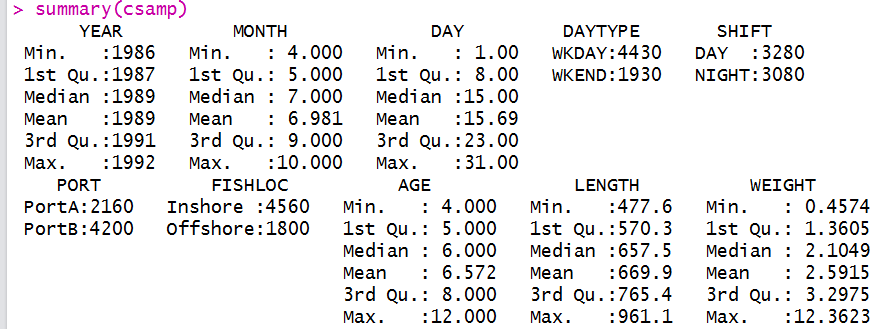 > summary(csamp)
      YEAR          MONTH             DAY         DAYTYPE       SHIFT
 Min.   :1986   Min.   : 4.000   Min.   : 1.00   WKDAY:4430   DAY  :3280
 1st Qu.:1987   1st Qu.: 5.000   1st Qu.: 8.00   WKEND:1930   NIGHT:3080
 Median :1989   Median : 7.000   Median :15.00
 Mean   :1989   Mean   : 6.981   Mean   :15.69
 3rd Qu.:1991   3rd Qu.: 9.000   3rd Qu.:23.00
 Max.   :1992   Max.   :10.000   Max.   :31.00
    PORT          FISHLOC          AGE             LENGTH          WEIGHT
 PortA:2160   Inshore :4560   Min.   : 4.000   Min.   :477.6   Min.   : 0.4574
 PortB:4200   Offshore:1800   1st Qu.: 5.000   1st Qu.:570.3   1st Qu.: 1.3605
                              Median : 6.000   Median :657.5   Median : 2.1049
                              Mean   : 6.572   Mean   :669.9   Mean   : 2.5915
                              3rd Qu.: 8.000   3rd Qu.:765.4   3rd Qu.: 3.2975
                              Max.   :12.000   Max.   :961.1   Max.   :12.3623